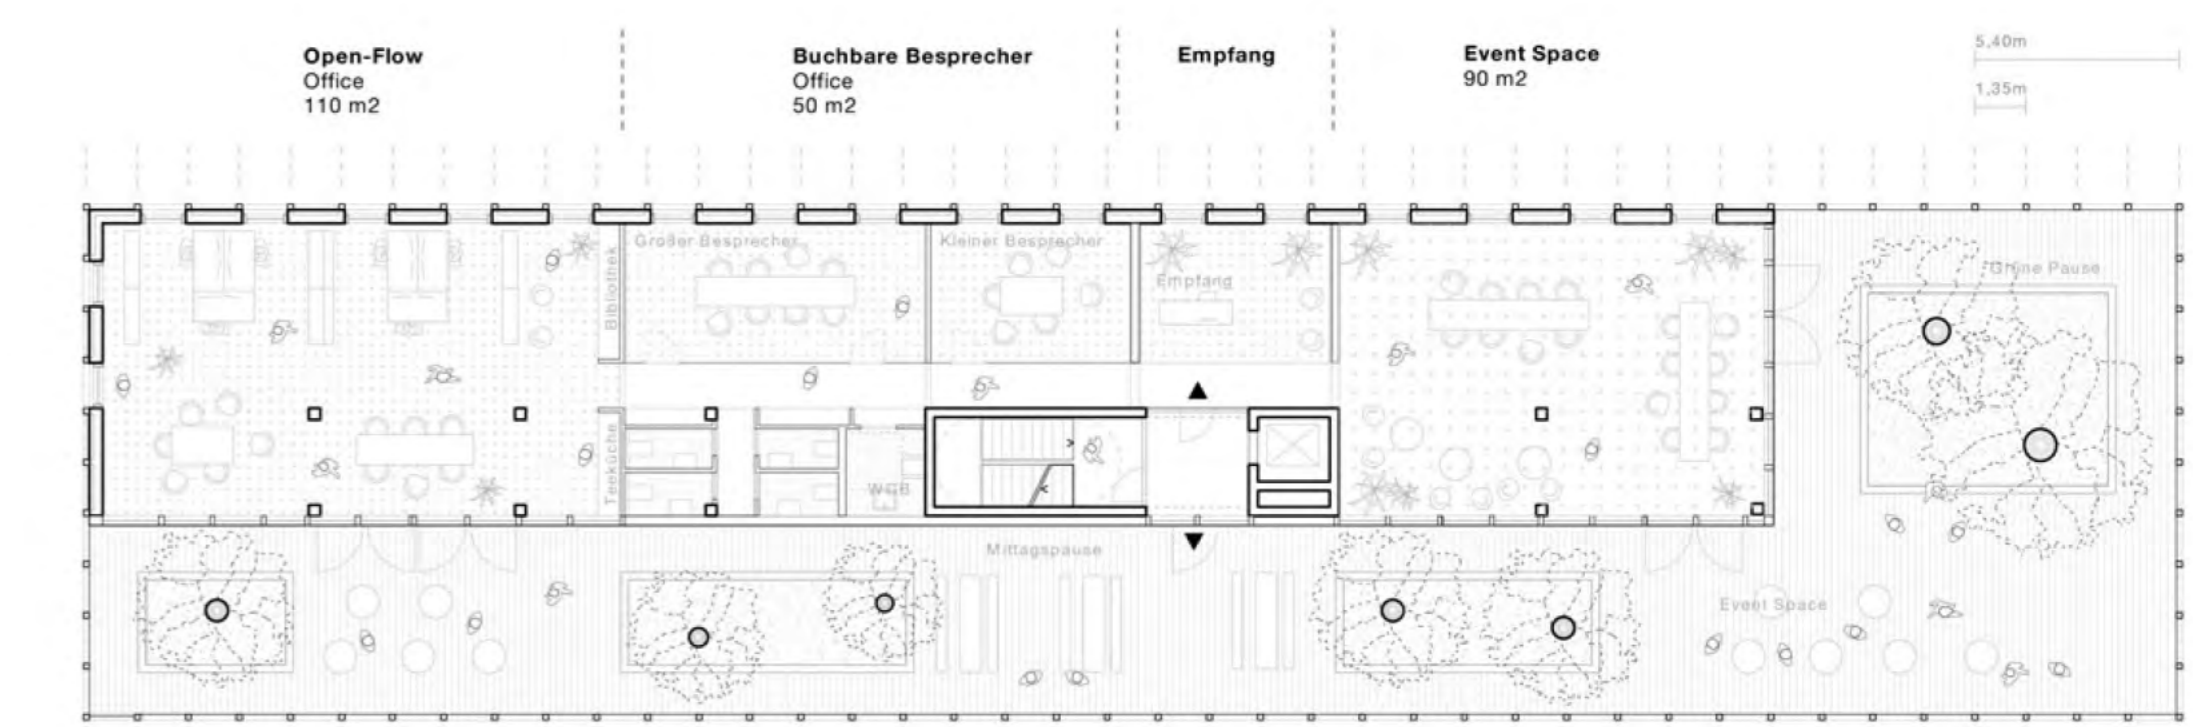 Open-Flow
Office
110 m2
Buchbare Besprecher
Office
50 m2
Empfang
Event Space
90 m2
5,40m
1,35m
Großer Besprecher
Kleiner Besprecher
Bibliothek
Empfang
Grüne Pause
Teeküche
WCB
Mittagspause
Event Space